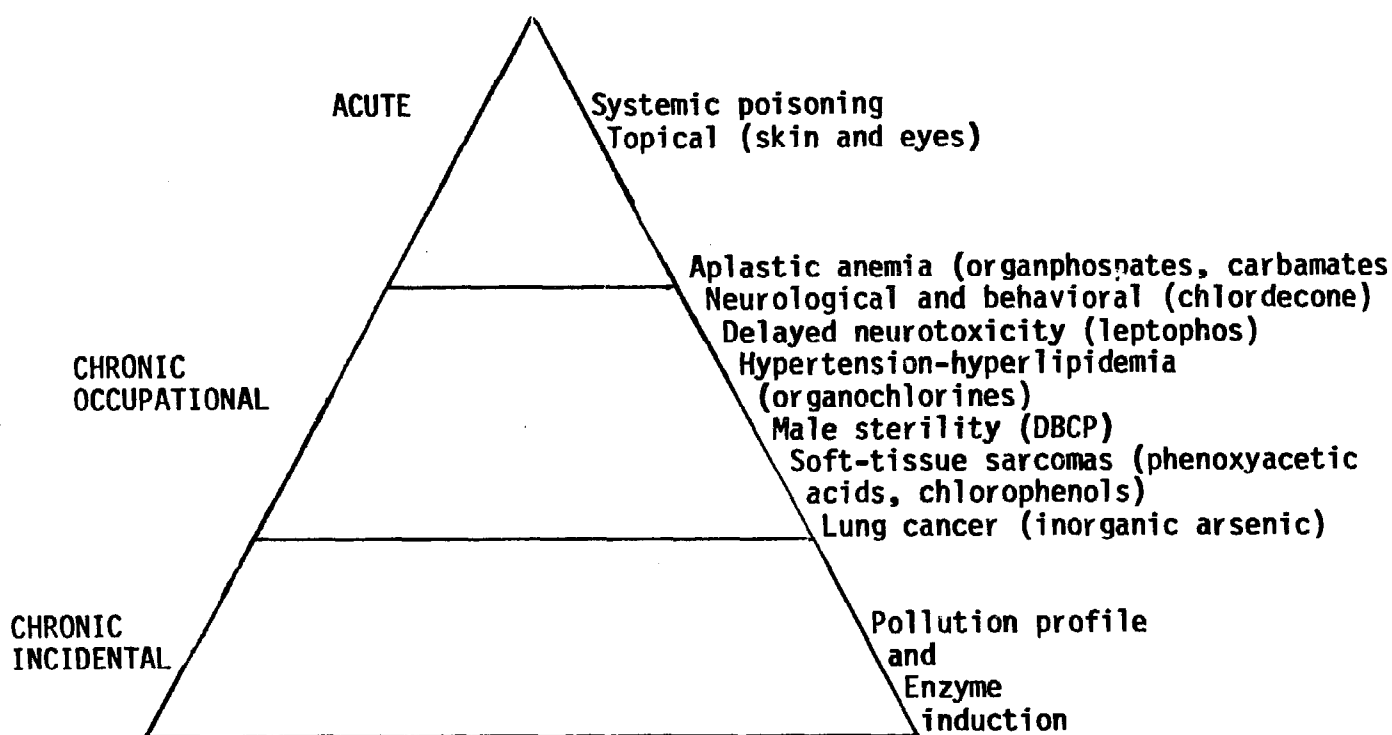 ACUTE
Systemic poisoning
Topical (skin and eyes)
Aplastic anemia (organphospnates, carbamates
Neurological and behavioral (chlordecone)
Delayed neurotoxicity (leptophos)
Hypertension-hyperlipidemia
(organochlorines)
Male sterility (DBCP)
Soft-tissue sarcomas (phenoxyacetic
acids, chlorophenols)
Lung cancer (inorganic arsenic)
CHRONIC
OCCUPATIONAL
CHRONIC
INCIDENTAL
Pollution profile
and
Enzyme
induction